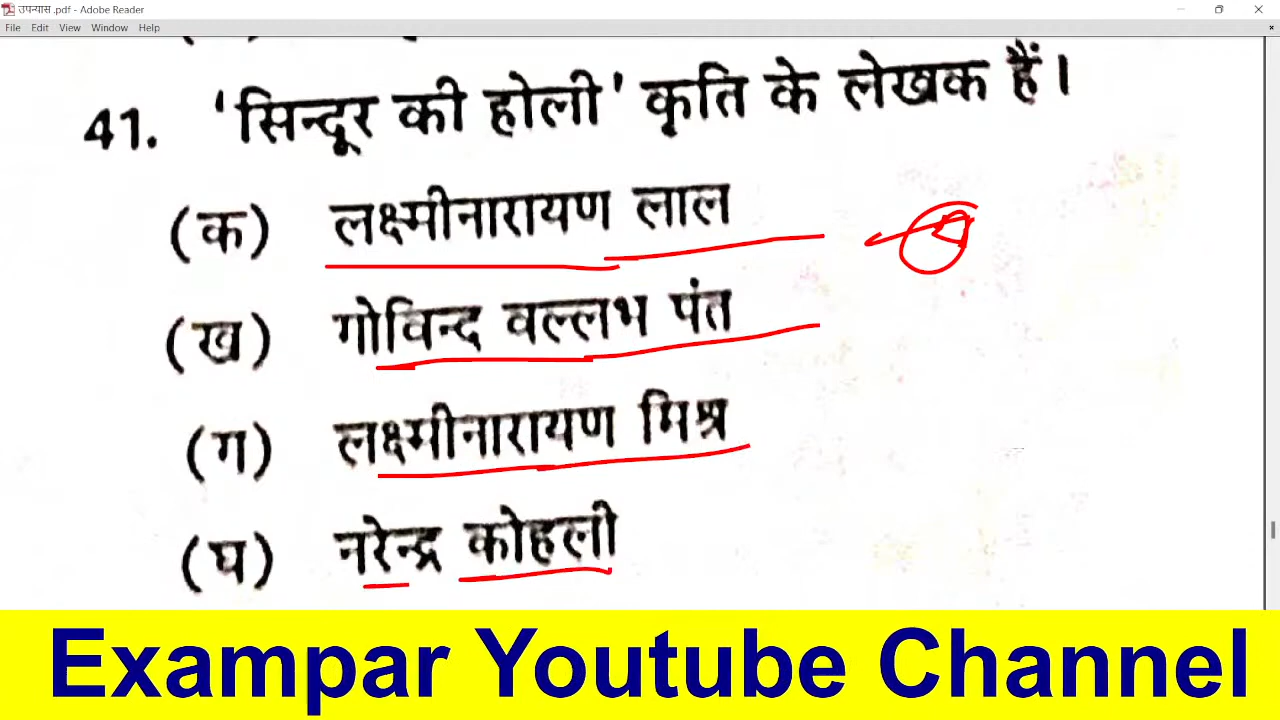 उपन्यास .pdf - Adobe Reader
File Edit View Window Help
41. 'सिन्दूर की होली' कृति के लेखक हैं।
(क) लक्ष्मीनारायण लाल
(ख) गोविन्द वल्लभ पंत
(ग) लक्ष्मीनारायण मिश्र
(घ) नरेन्द्र कोहली
Exampar Youtube Channel